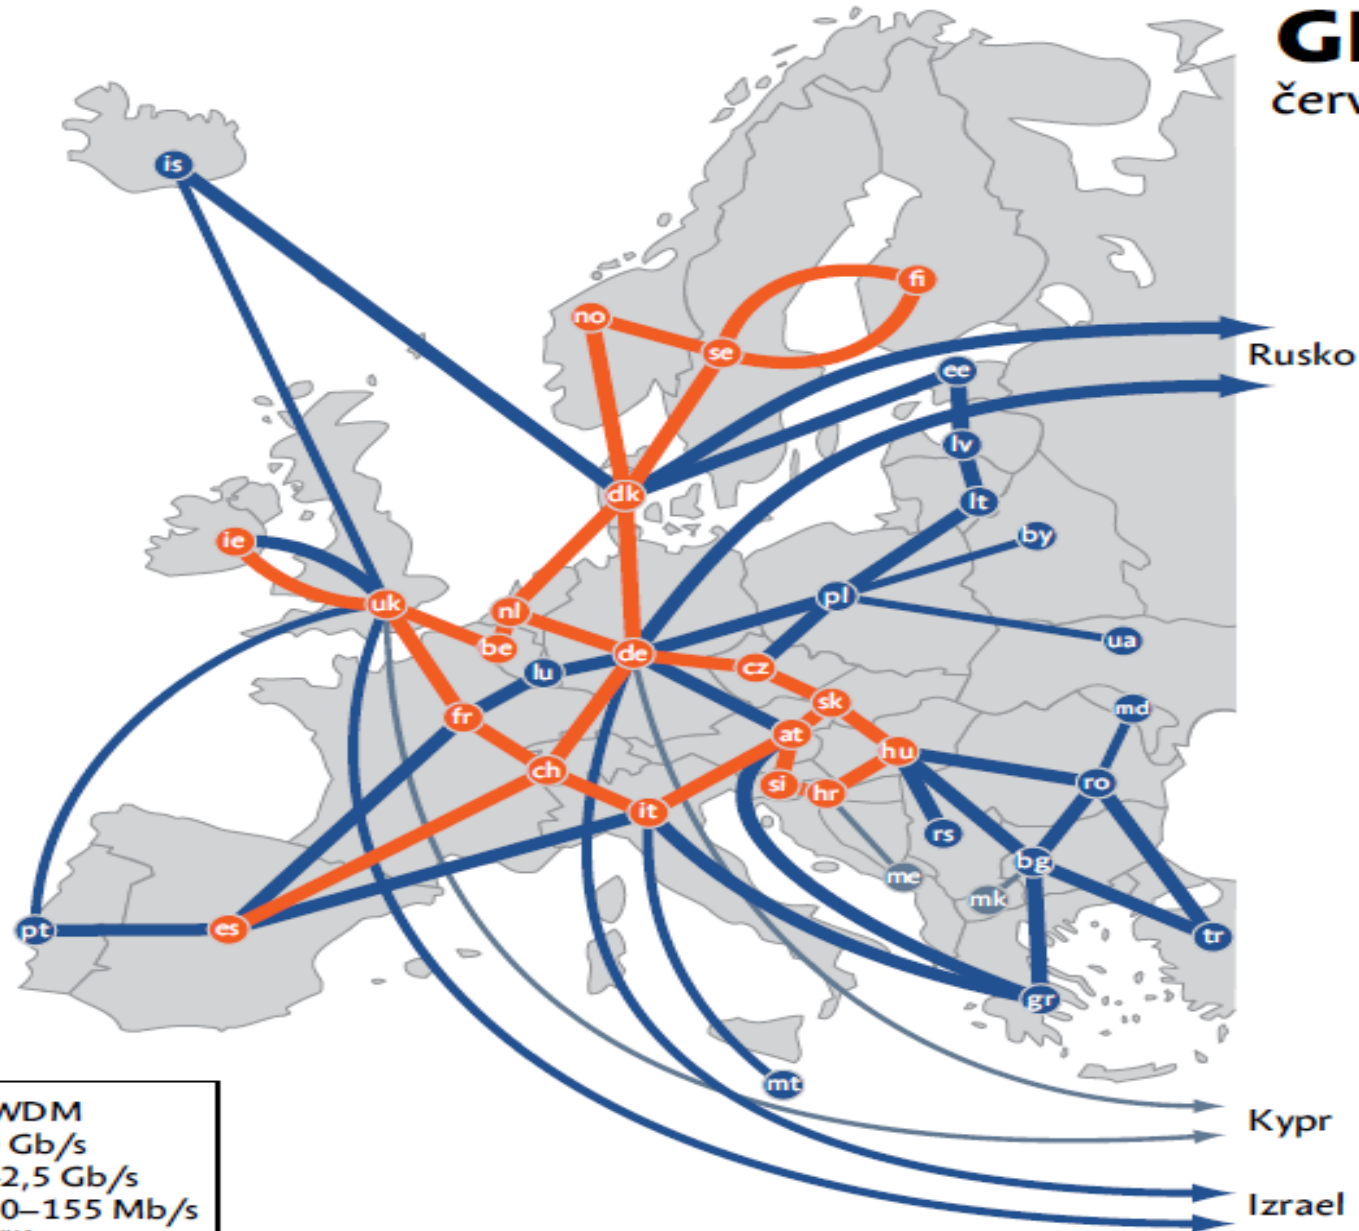 GÉ
červ
is
fi
no
se
Rusko
ee
lv
dk
lt
by
ie
uk
nl
pl
be
ua
de
lu
cz
sk
md
fr
at
hu
ch
ro
si
hr
it
rs
bg
me
mk
pt
es
tr
gr
mt
WDM
Gb/s
2,5 Gb/s
0–155 Mb/s
Kypr
Izrael